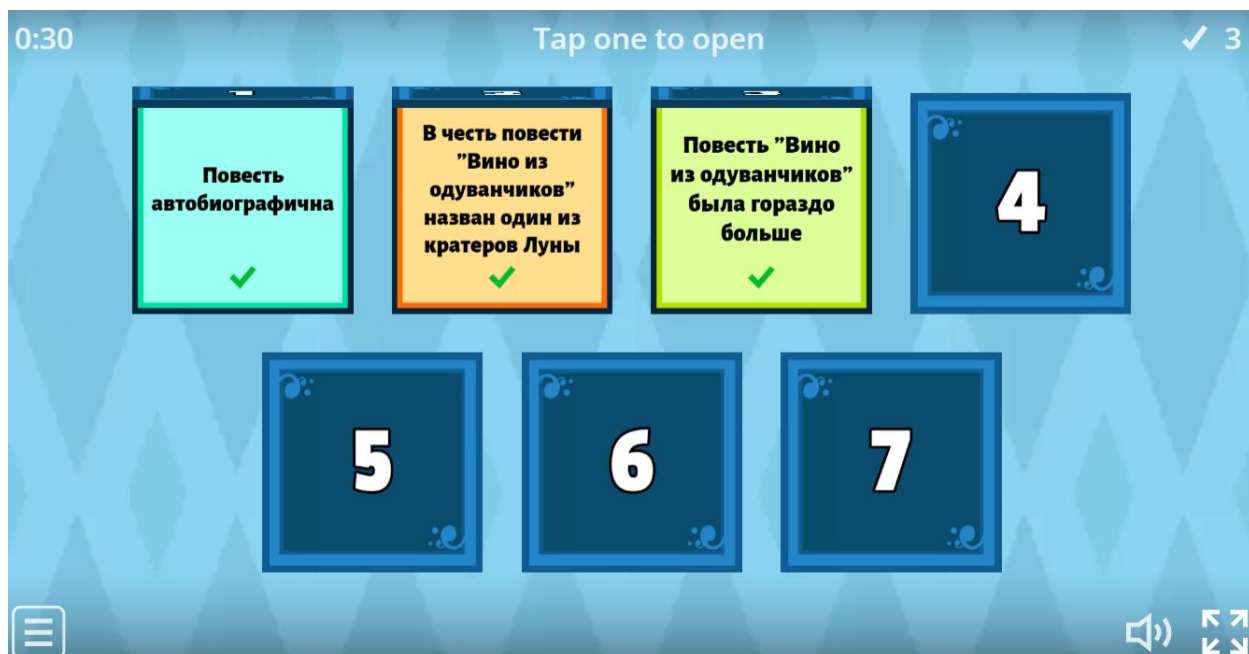 0:30
Tap one to open
3
Повесть
автобиографична
В честь повести
”Вино из
одуванчиков”
назван один из
кратеров Луны
Повесть ”Вино
из одуванчиков”
была гораздо
больше
4
5
6
7